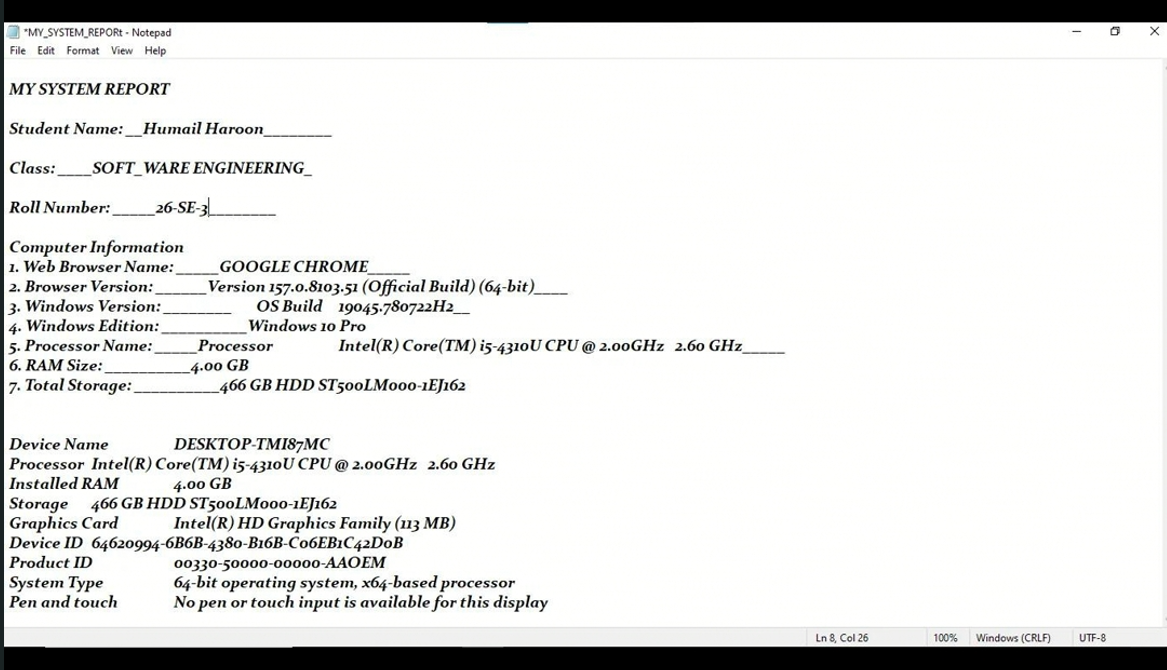 *MY_SYSTEM_REPORt - Notepad
File Edit Format View Help
MY SYSTEM REPORT
Student Name: __Humail Haroon________
Class: ____SOFT_WARE ENGINEERING_
Roll Number: _____26-SE-3________
Computer Information
1. Web Browser Name: _____GOOGLE CHROME_____
2. Browser Version: ______Version 157.0.8103.51 (Official Build) (64-bit)____
3. Windows Version: ________ OS Build 19045.780722H2__
4. Windows Edition: __________Windows 10 Pro
5. Processor Name: _____Processor Intel(R) Core(TM) i5-4310U CPU @ 2.00GHz 2.60 GHz_____
6. RAM Size: __________4.00 GB
7. Total Storage: __________466 GB HDD ST500LM000-1EJ162
Device Name DESKTOP-TMI87MC
Processor Intel(R) Core(TM) i5-4310U CPU @ 2.00GHz 2.60 GHz
Installed RAM 4.00 GB
Storage 466 GB HDD ST500LM000-1EJ162
Graphics Card Intel(R) HD Graphics Family (113 MB)
Device ID 64620994-6B6B-4380-B16B-C06EB1C42D0B
Product ID 00330-50000-00000-AAOEM
System Type 64-bit operating system, x64-based processor
Pen and touch No pen or touch input is available for this display
Ln 8, Col 26 100% Windows (CRLF) UTF-8